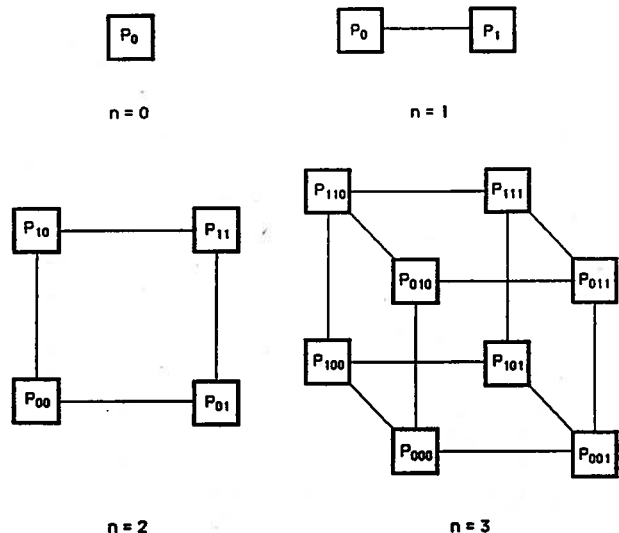 P₀
P₀ P₁
n = 0
n = 1
P₁₁₀ P₁₁₁
P₁₀ P₁₁
P₀₁₀ P₀₁₁
P₁₀₀ P₁₀₁
P₀₀ P₀₁
P₀₀₀ P₀₀₁
n = 2
n = 3